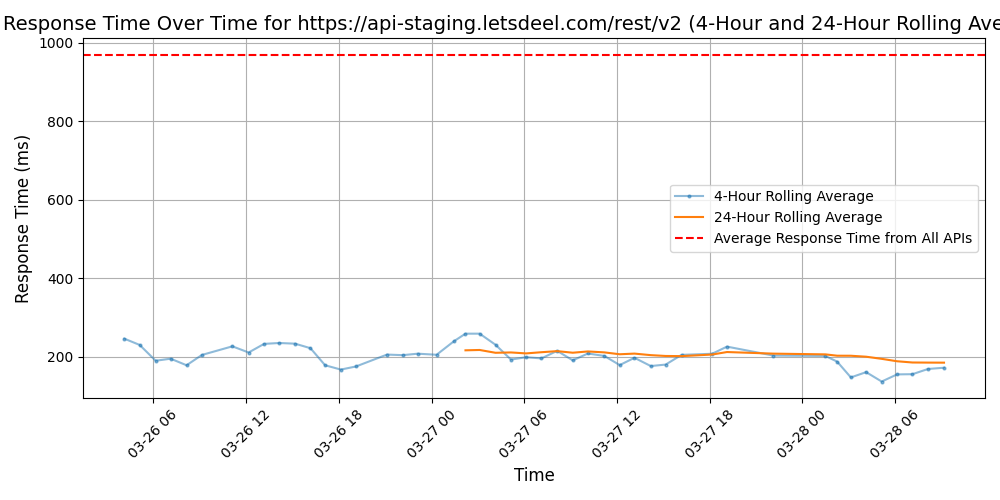 Response Time Over Time for https://api-staging.letsdeel.com/rest/v2 (4-Hour and 24-Hour Rolling Ave
Response Time (ms)
1000
800
600
400
200
4-Hour Rolling Average
24-Hour Rolling Average
Average Response Time from All APIs
03-26 06
03-26 12
03-26 18
03-27 00
03-27 06
03-27 12
03-27 18
03-28 00
03-28 06
Time